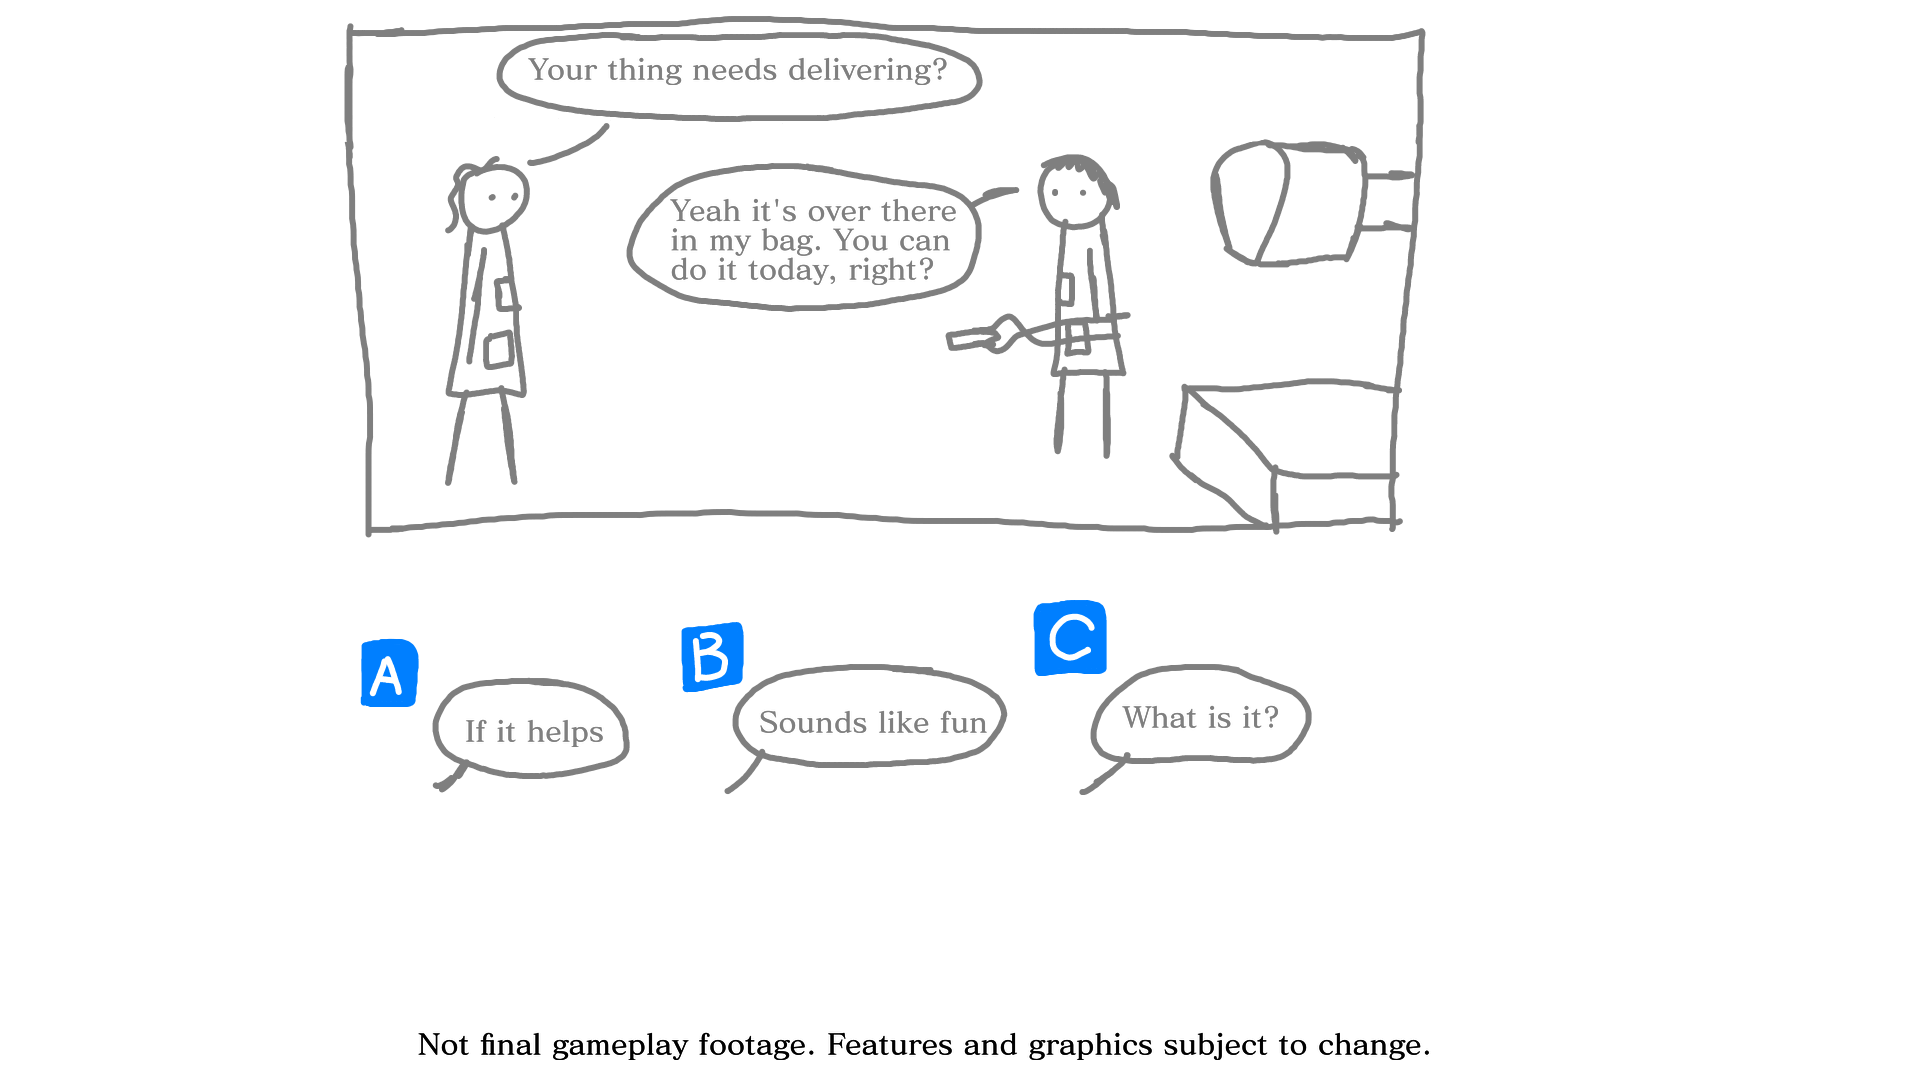 Your thing needs delivering?
Yeah it's over there
in my bag. You can
do it today, right?
A
If it helps
B
Sounds like fun
C
What is it?
Not final gameplay footage. Features and graphics subject to change.